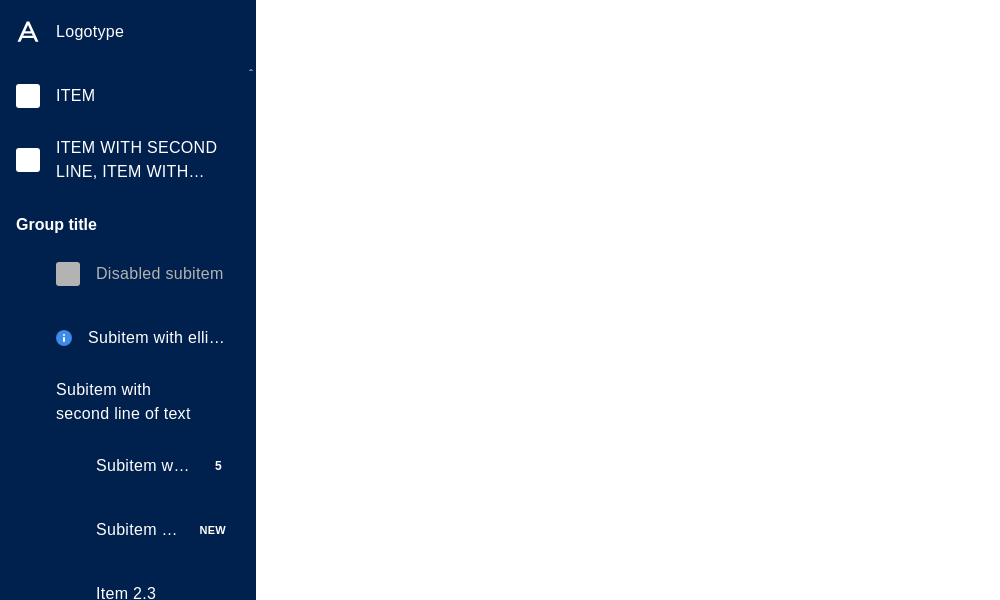 Logotype
ITEM
ITEM WITH SECOND
LINE, ITEM WITH…
Group title
Disabled subitem
Subitem with elli…
Subitem with
second line of text
Subitem w… 5
Subitem … NEW
Item 2.3